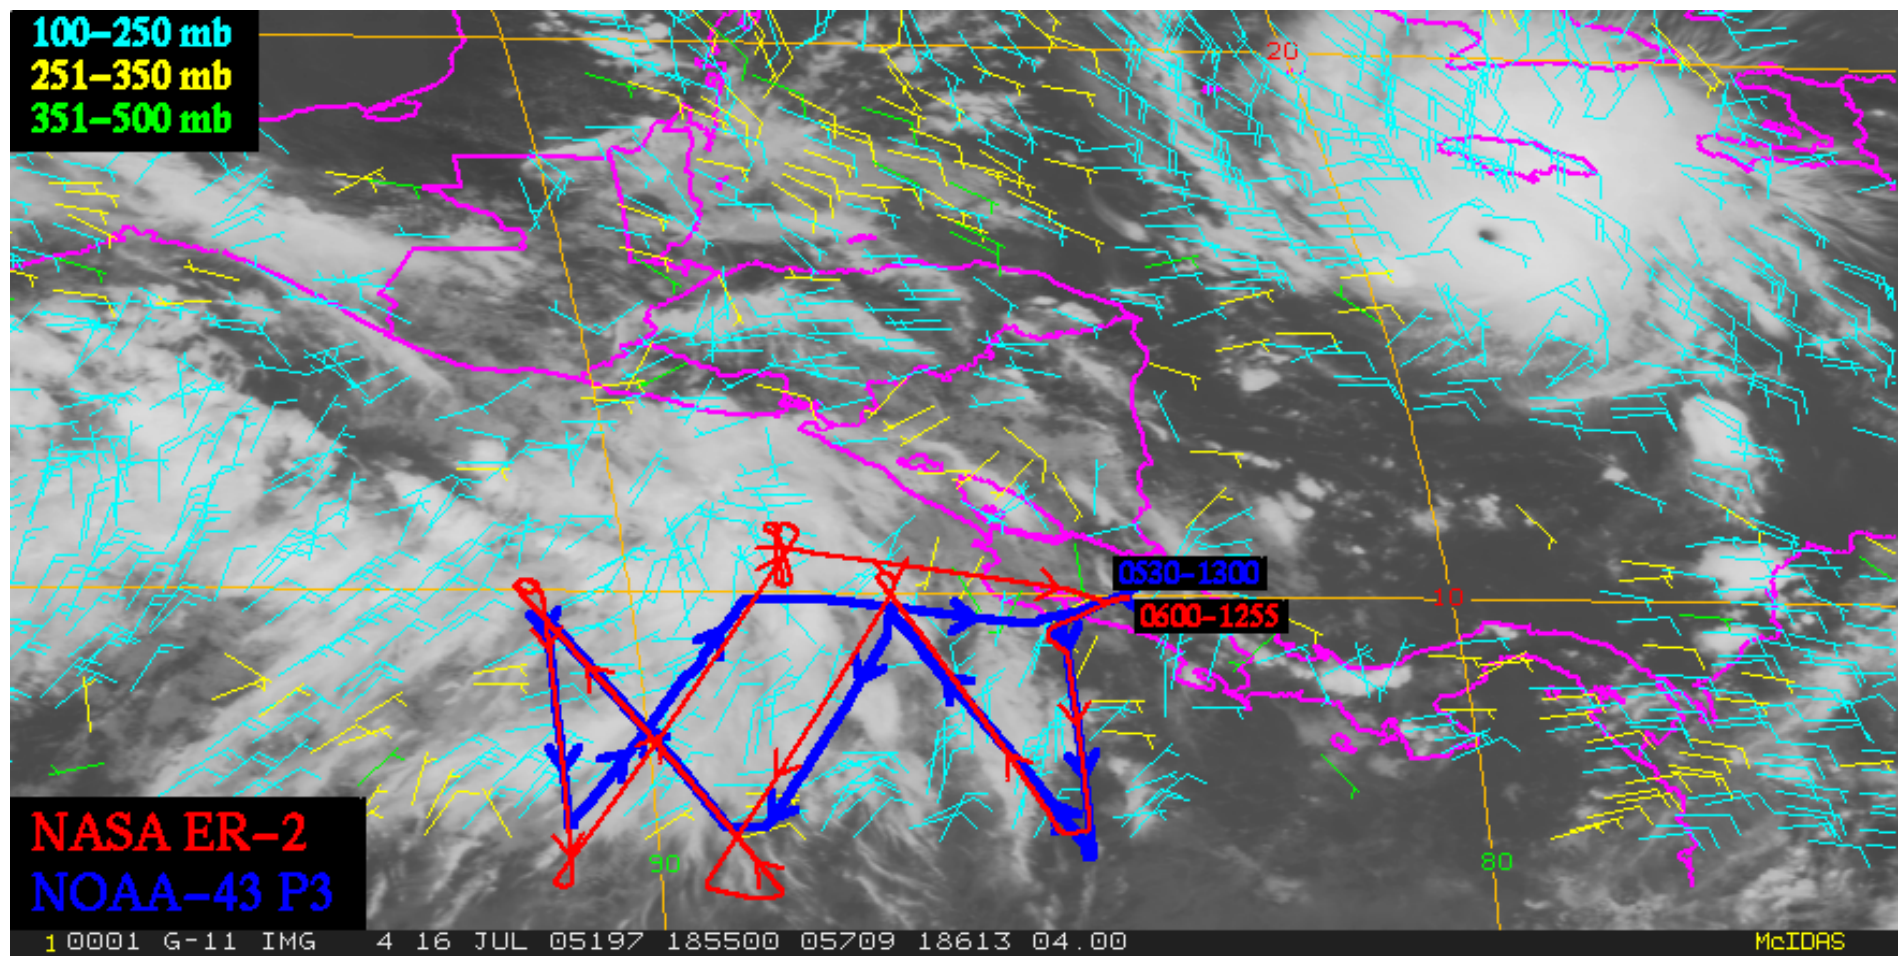 100-250 mb
251-350 mb
351-500 mb
20
0530-1300
10
0600-1255
NASA ER-2
NOAA-43 P3
90
80
1 0001 G-11 IMG 4 16 JUL 05197 185500 05709 18613 04.00 McIDAS